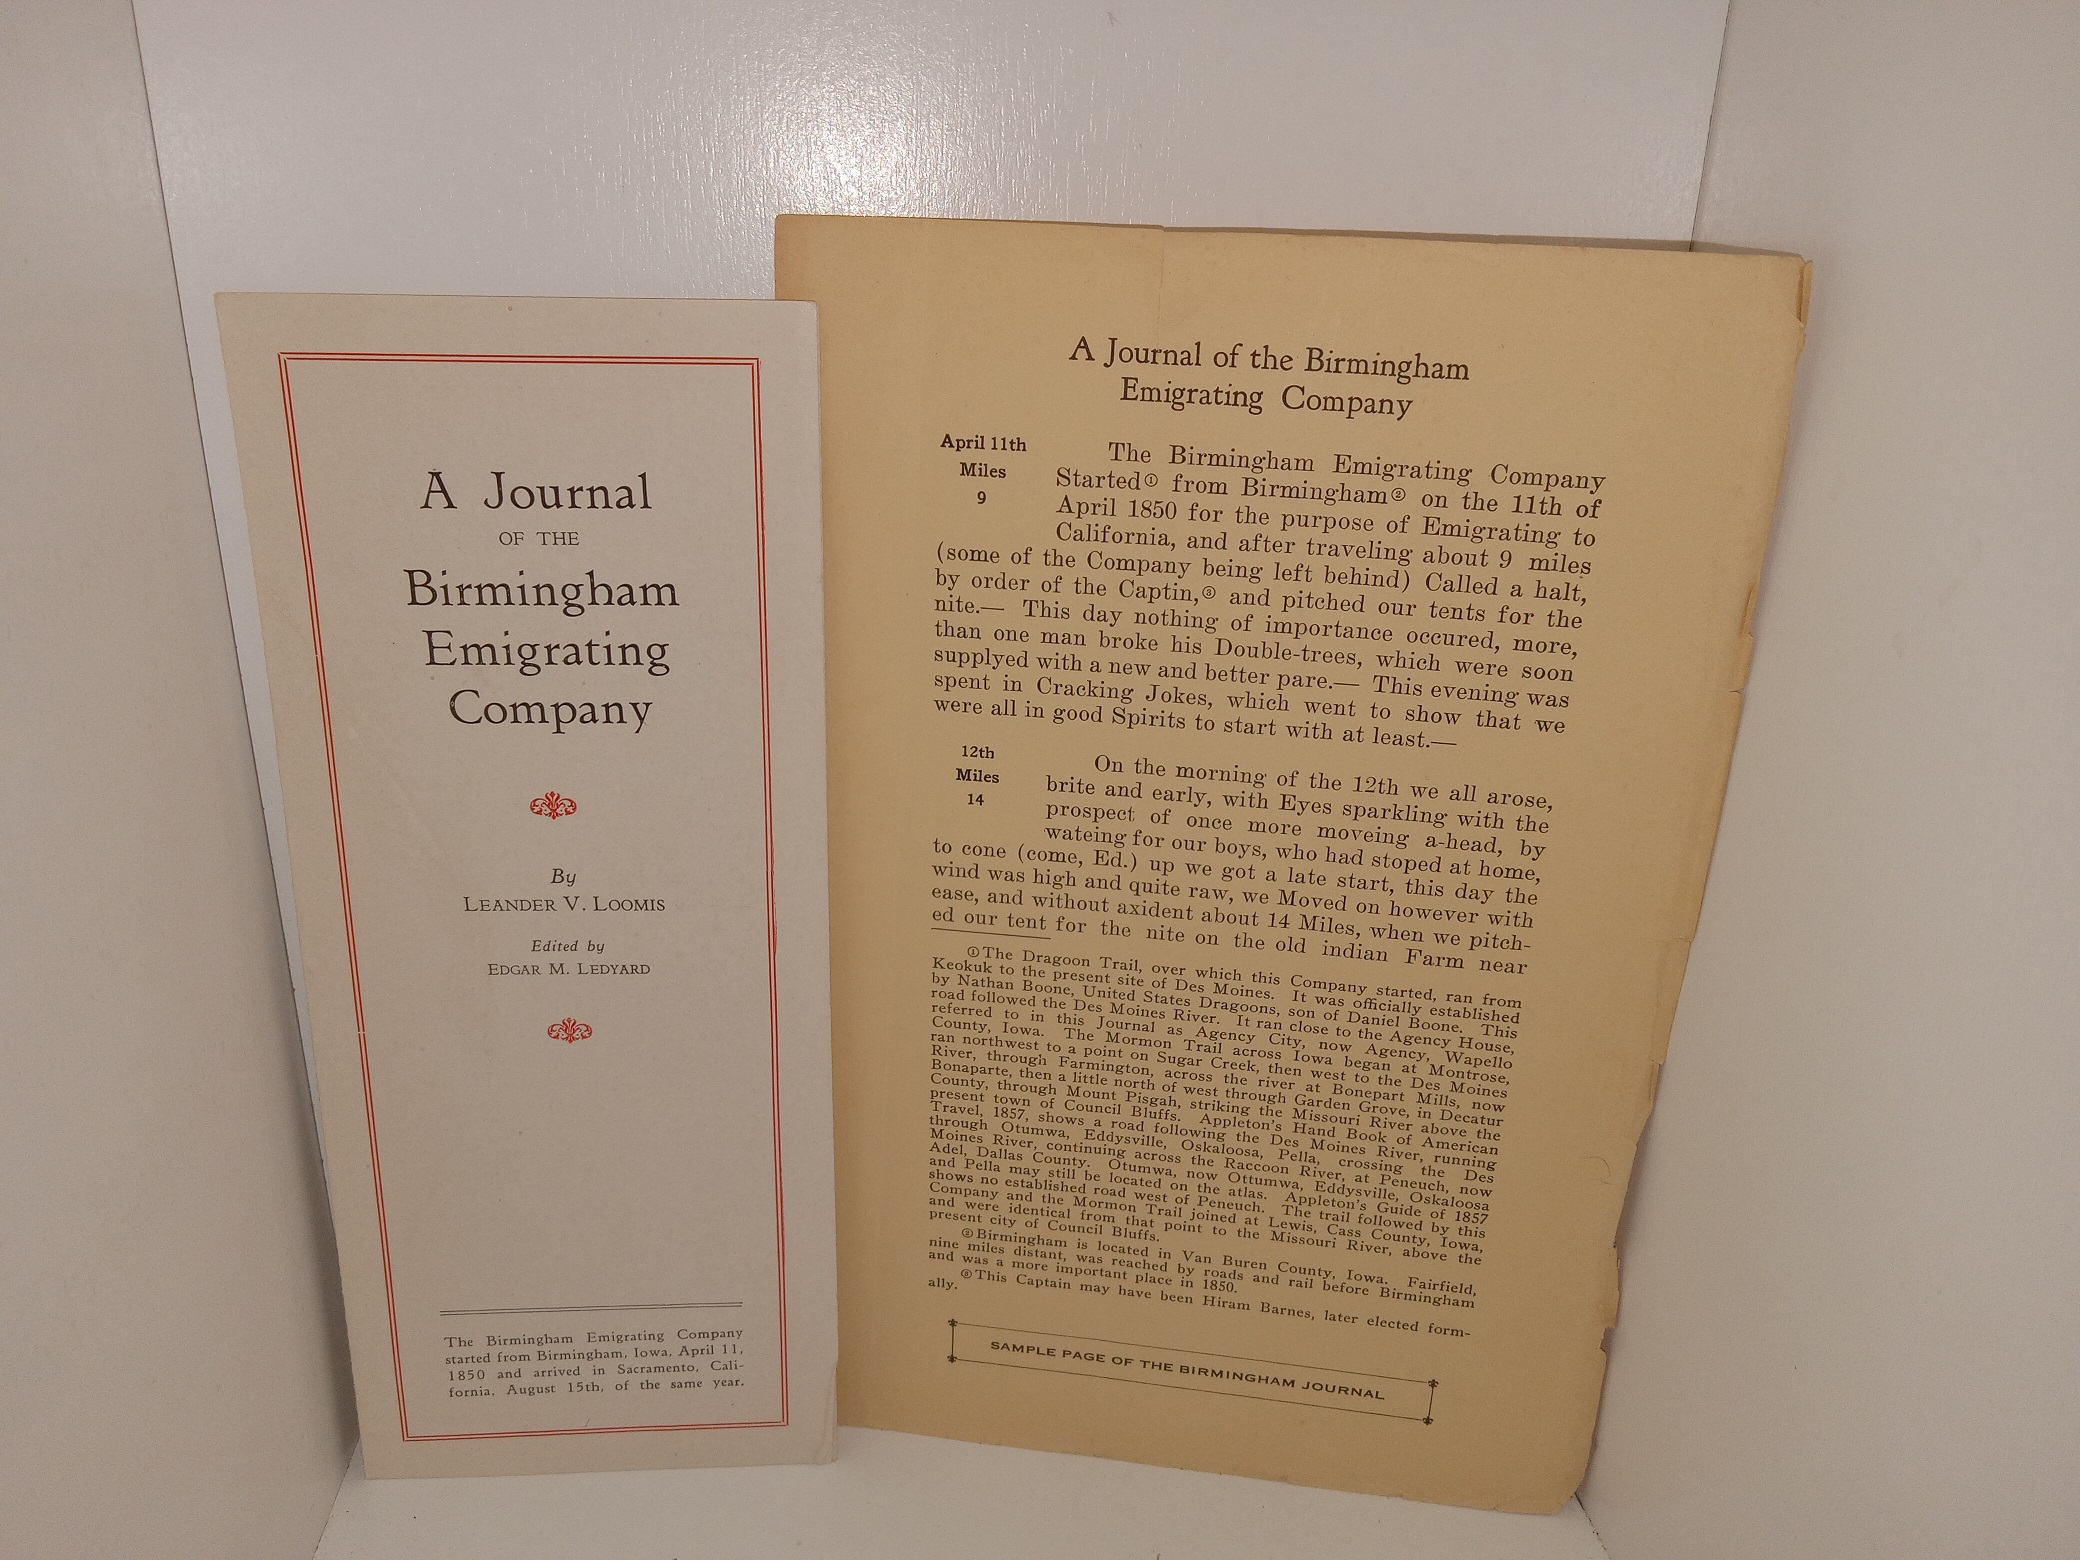 A Journal
OF THE
Birmingham
Emigrating
Company
By
LEANDER V. LOOMIS
Edited by
EDGAR M. LEDYARD
The Birmingham Emigrating Company
started from Birmingham, Iowa, April 11,
1850 and arrived in Sacramento, Cali-
fornia, August 15th, of the same year.
A Journal of the Birmingham
Emigrating Company
April 11th
Miles
9
The Birmingham Emigrating Company
Started① from Birmingham② on the 11th of
April 1850 for the purpose of Emigrating to
California, and after traveling about 9 miles
(some of the Company being left behind) Called a halt,
by order of the Captin,③ and pitched our tents for the
nite.— This day nothing of importance occured, more,
than one man broke his Double-trees, which were soon
supplyed with a new and better pare.— This evening was
spent in Cracking Jokes, which went to show that we
were all in good Spirits to start with at least.—
12th
Miles
14
On the morning of the 12th we all arose,
brite and early, with Eyes sparkling with the
prospect of once more moveing a-head, by
wateing for our boys, who had stoped at home,
to cone (come, Ed.) up we got a late start, this day the
wind was high and quite raw, we Moved on however with
ease, and without axident about 14 Miles, when we pitch-
ed our tent for the nite on the old indian Farm near
①The Dragoon Trail, over which this Company started, ran from
Keokuk to the present site of Des Moines. It was officially established
by Nathan Boone, United States Dragoons, son of Daniel Boone. This
road followed the Des Moines River. It ran close to the Agency House,
referred to in this Journal as Agency City, now Agency, Wapello
County, Iowa. The Mormon Trail across Iowa began at Montrose,
ran northwest to a point on Sugar Creek, then west to the Des Moines
River, through Farmington, across the river at Bonepart Mills, now
Bonaparte, then a little north of west through Garden Grove, in Decatur
County, through Mount Pisgah, striking the Missouri River above the
present town of Council Bluffs. Appleton's Hand Book of American
Travel, 1857, shows a road following the Des Moines River, running
through Otumwa, Eddysville, Oskaloosa, Pella, crossing the Des
Moines River, continuing across the Raccoon River, at Peneuch, now
Adel, Dallas County. Otumwa, now Ottumwa, Eddysville, Oskaloosa
and Pella may still be located on the atlas. Appleton's Guide of 1857
shows no established road west of Peneuch. The trail followed by this
Company and the Mormon Trail joined at Lewis, Cass County, Iowa,
and were identical from that point to the Missouri River, above the
present city of Council Bluffs.
②Birmingham is located in Van Buren County, Iowa. Fairfield,
nine miles distant, was reached by roads and rail before Birmingham
and was a more important place in 1850.
③This Captain may have been Hiram Barnes, later elected form-
ally.
SAMPLE PAGE OF THE BIRMINGHAM JOURNAL